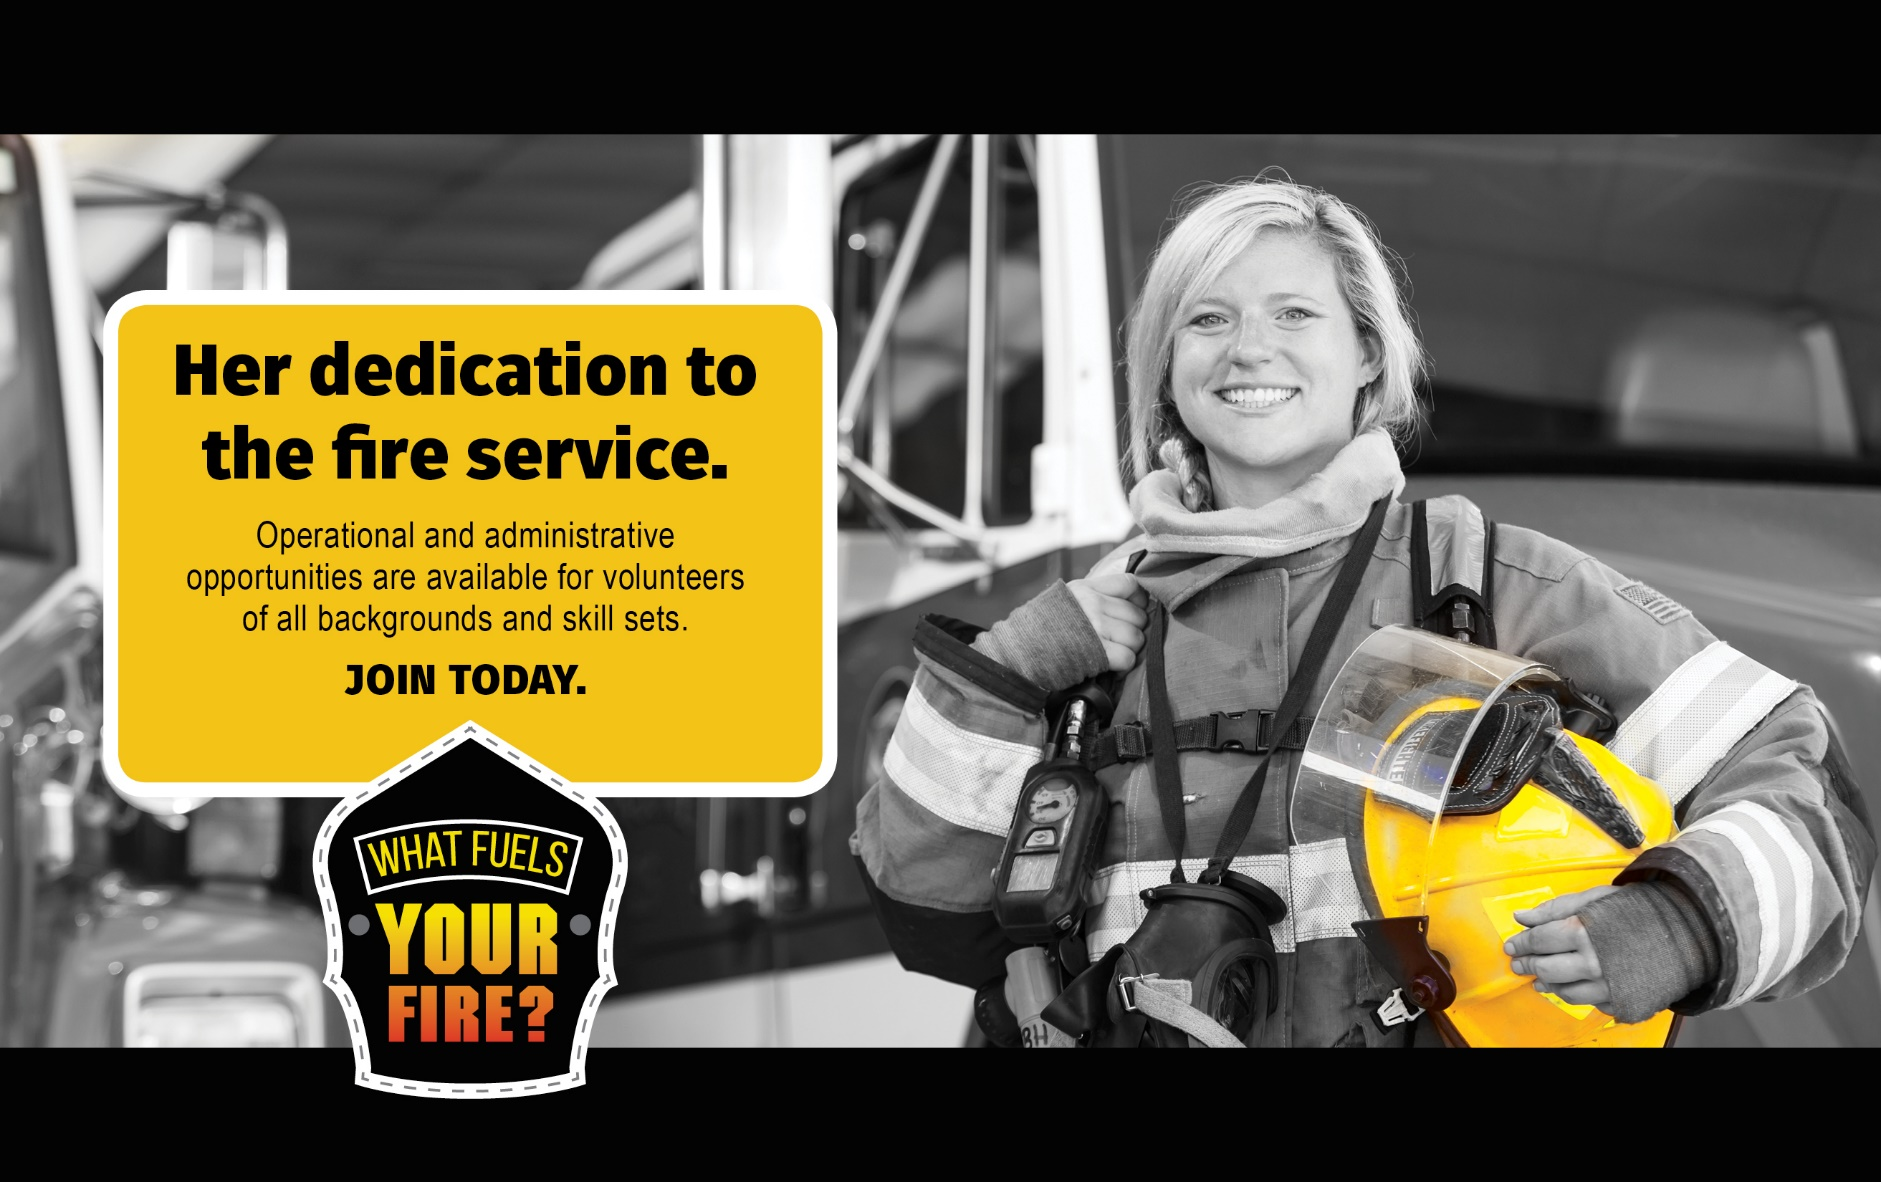 Her dedication to
the fire service.
Operational and administrative
opportunities are available for volunteers
of all backgrounds and skill sets.
JOIN TODAY.
WHAT FUELS
YOUR
FIRE?
BH